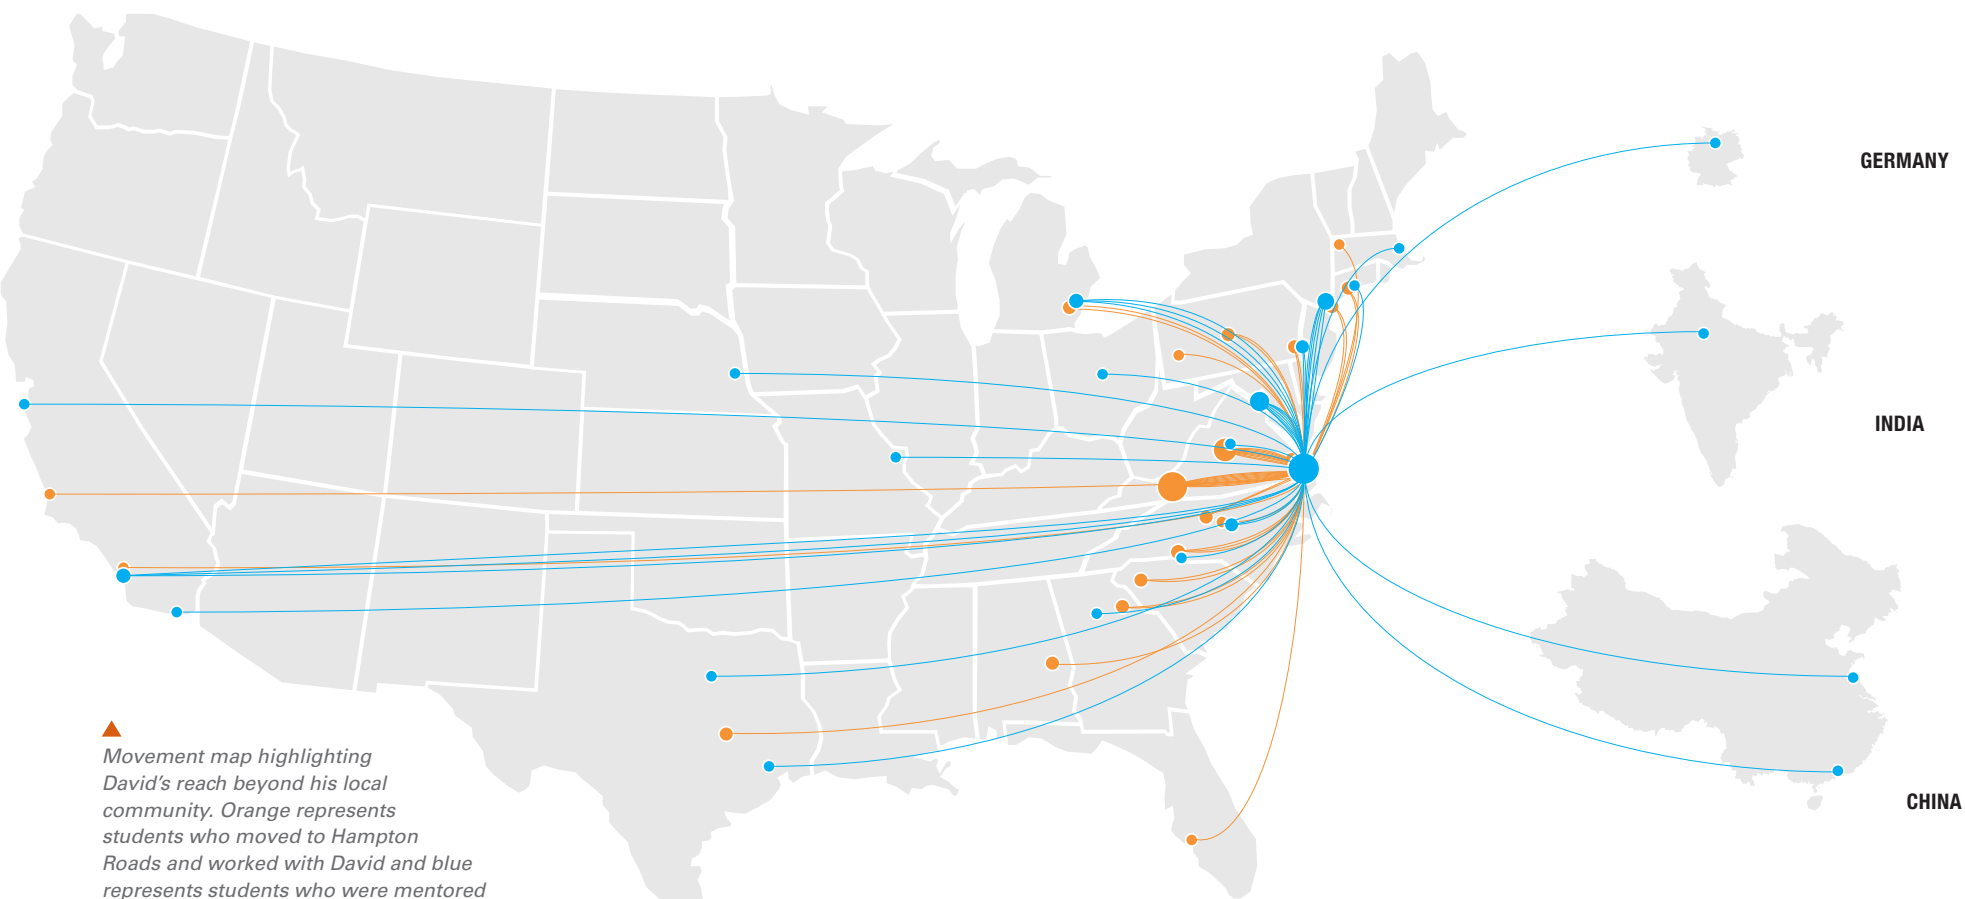 GERMANY
INDIA
CHINA
Movement map highlighting
David’s reach beyond his local
community. Orange represents
students who moved to Hampton
Roads and worked with David and blue
represents students who were mentored